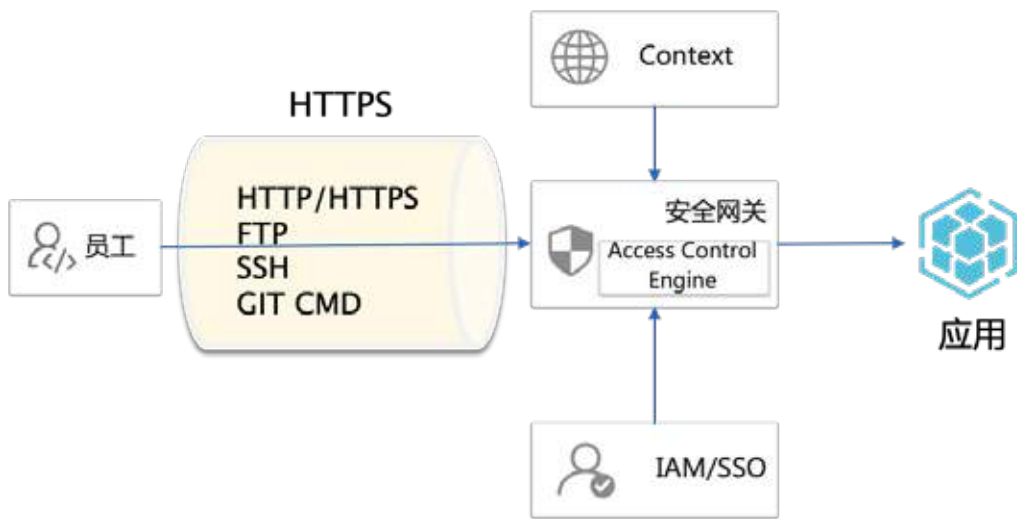 Context
HTTPS
HTTP/HTTPS
FTP
SSH
GIT CMD
员工
安全网关
Access Control
Engine
应用
IAM/SSO